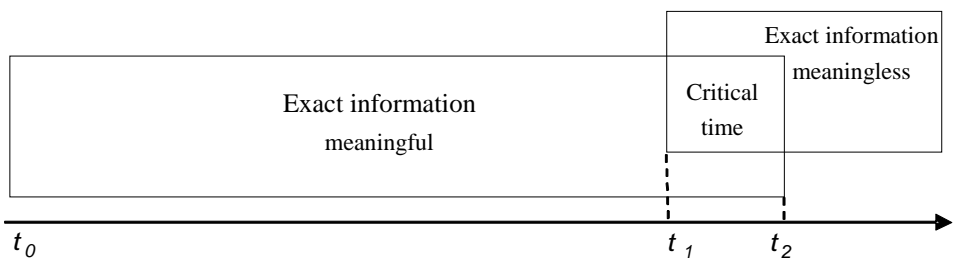 Exact information
meaningless
Exact information
meaningful
Critical
time
t0
t1
t2